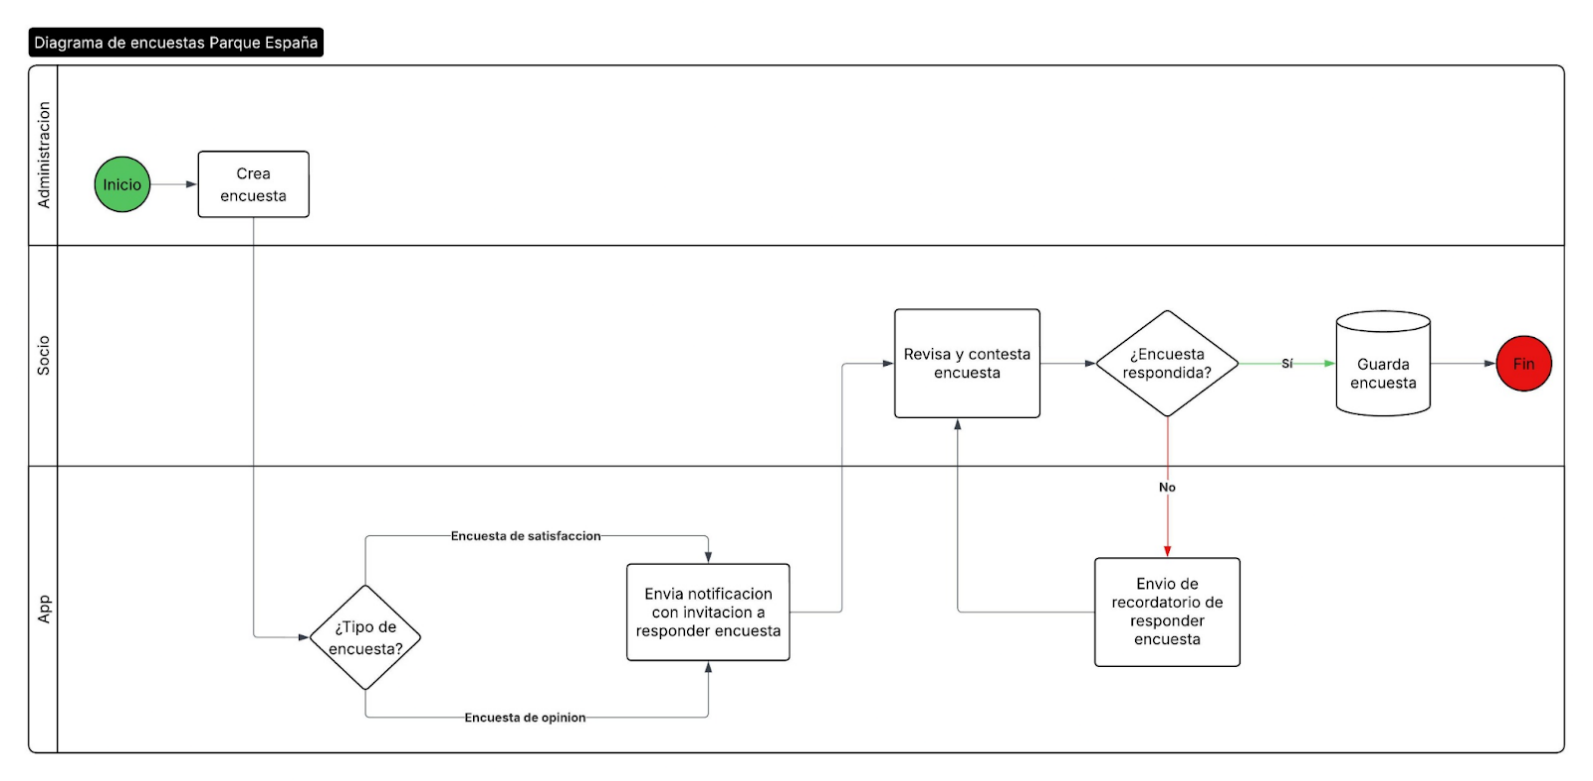 Diagrama de encuestas Parque España
Administracion
Inicio
Crea
encuesta
Socio
Revisa y contesta
encuesta
¿Encuesta
respondida?
Sí
Guarda
encuesta
Fin
App
No
¿Tipo de
encuesta?
Encuesta de satisfaccion
Encuesta de opinion
Envia notificacion
con invitacion a
responder encuesta
Envio de
recordatorio de
responder
encuesta